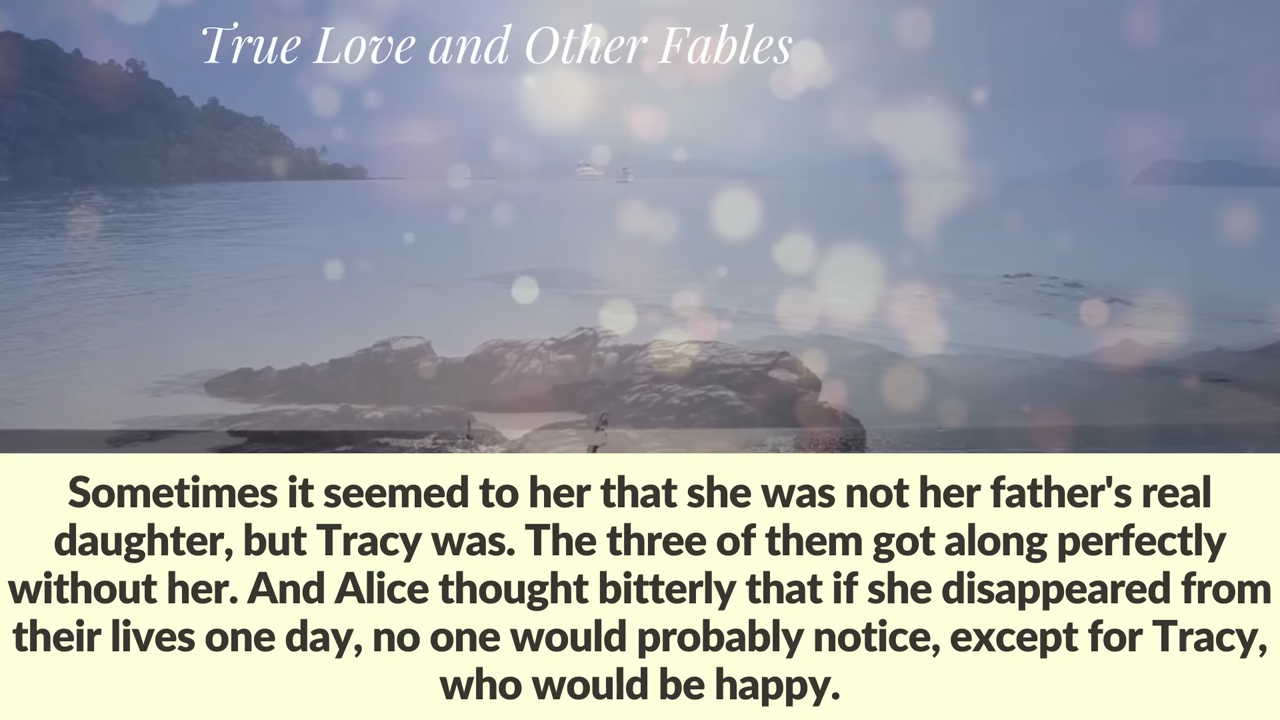 True Love and Other Fables
Sometimes it seemed to her that she was not her father's real
daughter, but Tracy was. The three of them got along perfectly
without her. And Alice thought bitterly that if she disappeared from
their lives one day, no one would probably notice, except for Tracy,
who would be happy.